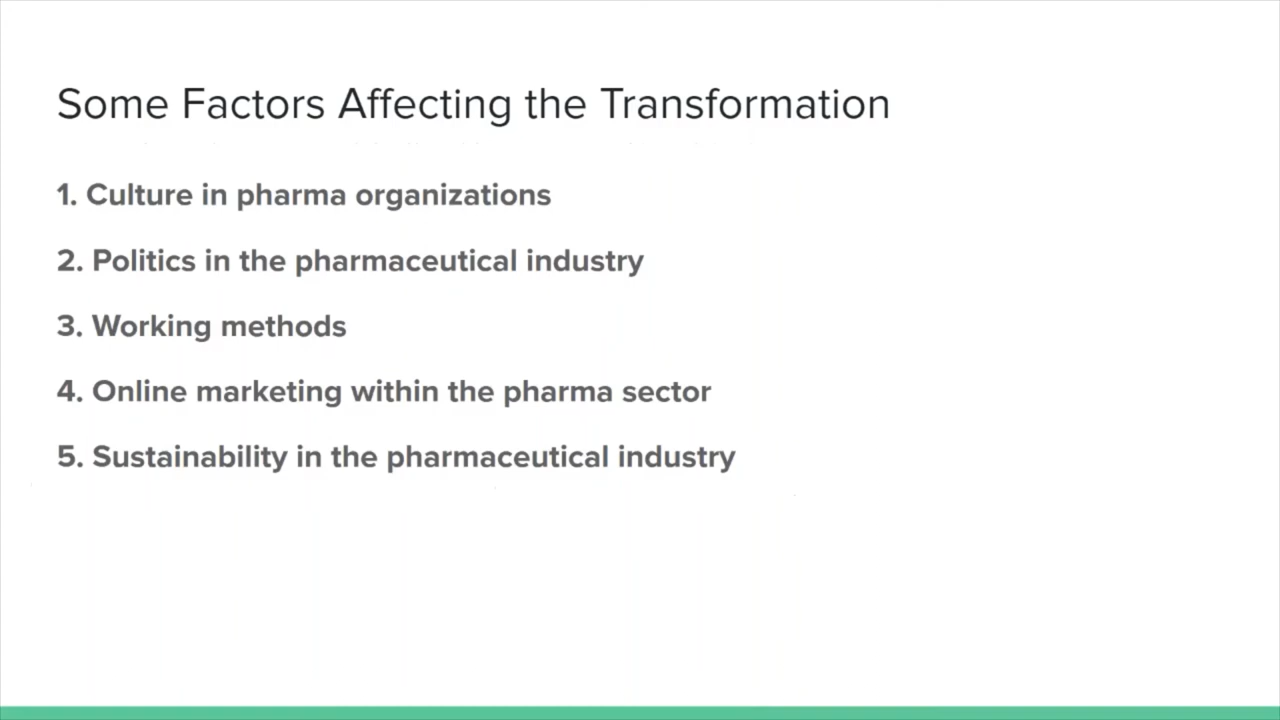 Some Factors Affecting the Transformation
1. Culture in pharma organizations
2. Politics in the pharmaceutical industry
3. Working methods
4. Online marketing within the pharma sector
5. Sustainability in the pharmaceutical industry